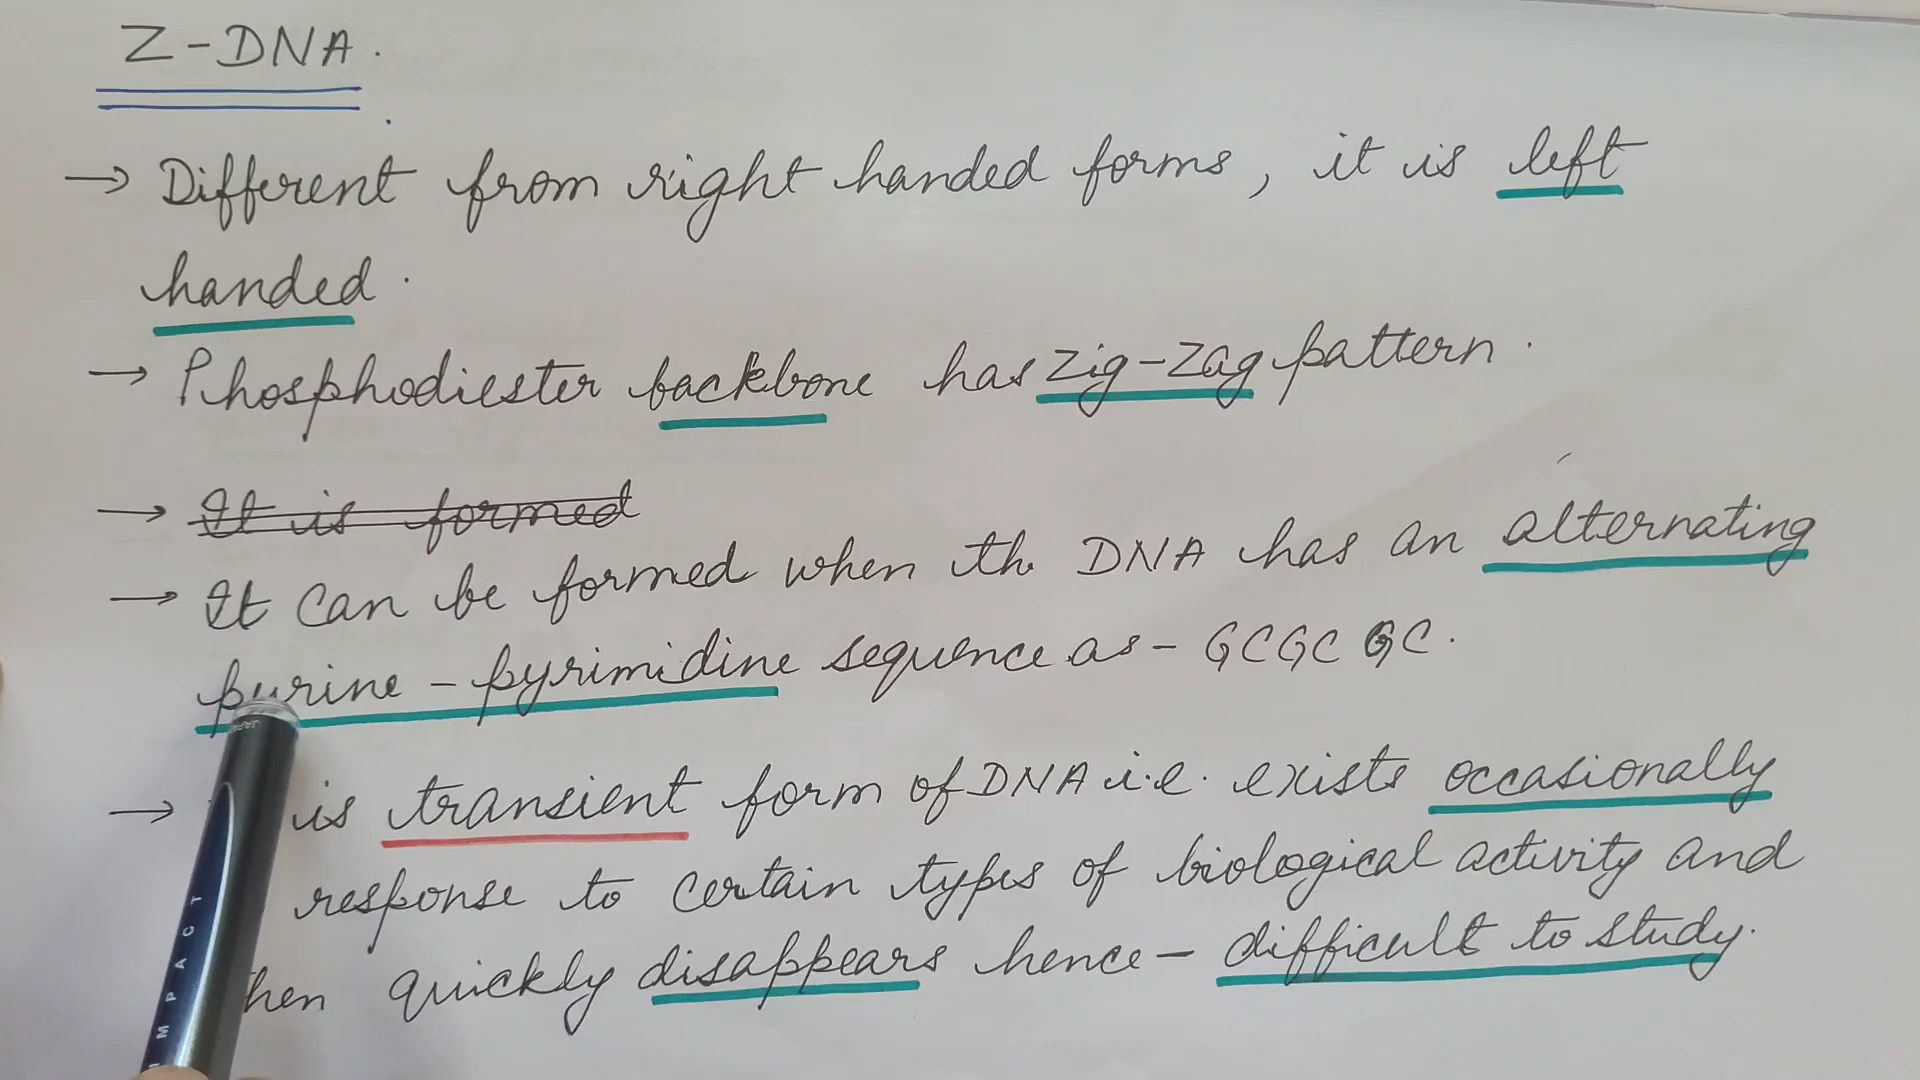 Z-DNA.
→ Different from right handed forms, it is left
handed.
→ Phosphodiester backbone has zig-zag pattern.
→ It is formed
→ It can be formed when th DNA has an alternating
purine - pyrimidine sequence as - GCGC GC.
→ is transient form of DNA i.e. exists occasionally
response to certain types of biological activity and
hen quickly disappears hence - difficult to study.
IMPACT